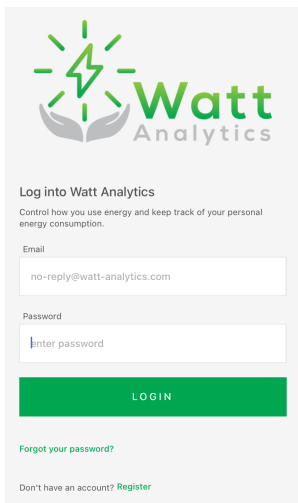 Watt
Analytics
Log into Watt Analytics
Control how you use energy and keep track of your personal
energy consumption.
Email
no-reply@watt-analytics.com
Password
enter password
LOGIN
Forgot your password?
Don't have an account? Register